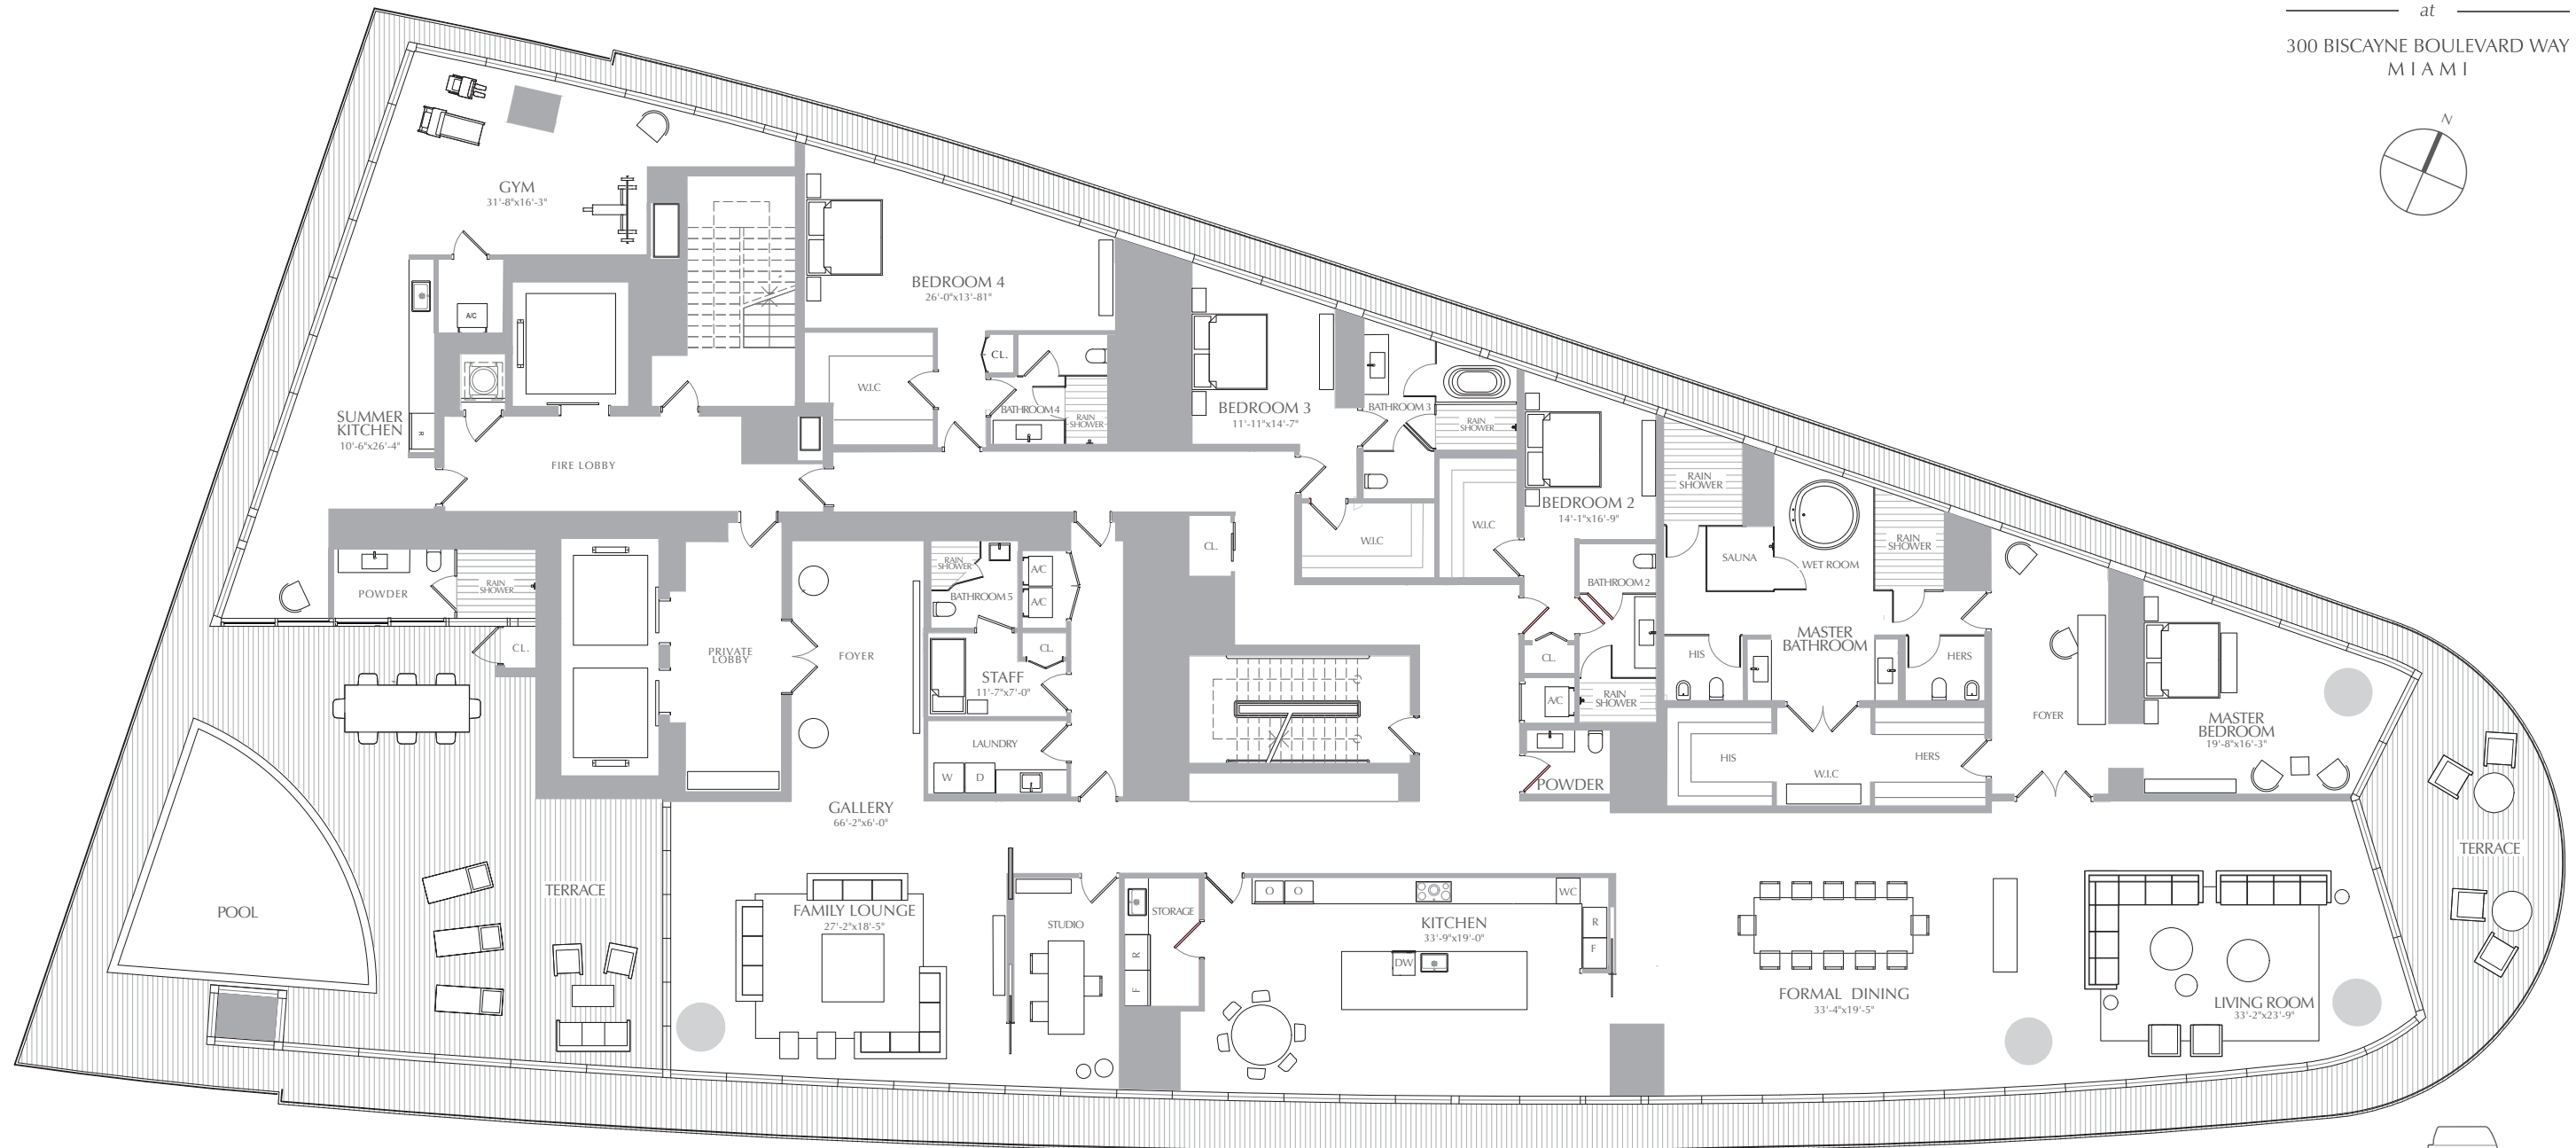 at
300 BISCAYNE BOULEVARD WAY
MIAMI
N
GYM
31'-8"x16'-3"
A/C
SUMMER
KITCHEN
10'-6"x26'-4"
R
FIRE LOBBY
BEDROOM 4
26'-0"x13'-81"
W.I.C
CL.
BATHROOM 4
RAIN
SHOWER
BEDROOM 3
11'-11"x14'-7"
BATHROOM 3
RAIN
SHOWER
W.I.C
W.I.C
BEDROOM 2
14'-1"x16'-9"
BATHROOM 2
CL.
A/C
RAIN
SHOWER
POWDER
RAIN
SHOWER
SAUNA
WET ROOM
RAIN
SHOWER
MASTER
BATHROOM
HIS
HERS
HIS
W.I.C
HERS
FOYER
MASTER
BEDROOM
19'-8"x16'-3"
TERRACE
POWDER
RAIN
SHOWER
CL.
PRIVATE
LOBBY
FOYER
RAIN
SHOWER
BATHROOM 5
A/C
A/C
CL.
STAFF
11'-7"x7'-0"
LAUNDRY
W
D
CL.
GALLERY
66'-2"x6'-0"
POOL
TERRACE
FAMILY LOUNGE
27'-2"x18'-5"
STUDIO
STORAGE
R
F
O
O
WC
KITCHEN
33'-9"x19'-0"
R
F
DW
FORMAL DINING
33'-4"x19'-5"
LIVING ROOM
33'-2"x23'-9"